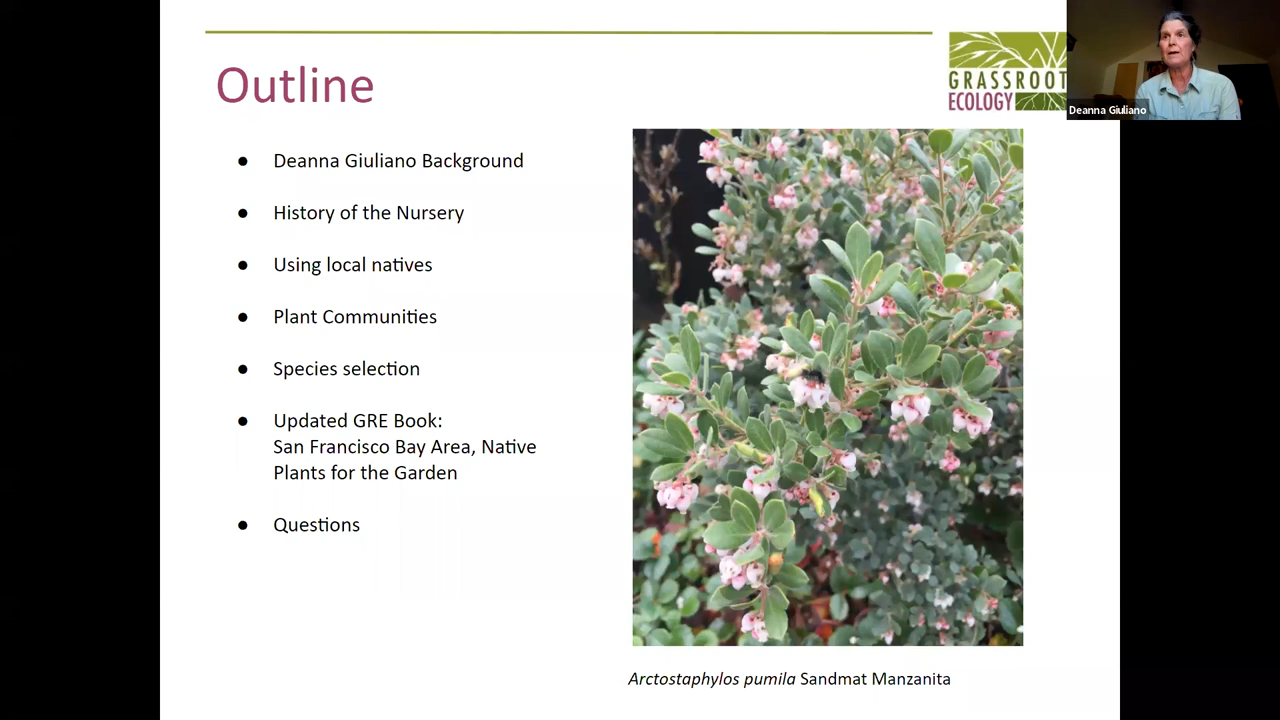 Outline
GRASSROOT
ECOLOGY
Deanna Giuliano
● Deanna Giuliano Background
● History of the Nursery
● Using local natives
● Plant Communities
● Species selection
● Updated GRE Book:
San Francisco Bay Area, Native
Plants for the Garden
● Questions
Arctostaphylos pumila Sandmat Manzanita